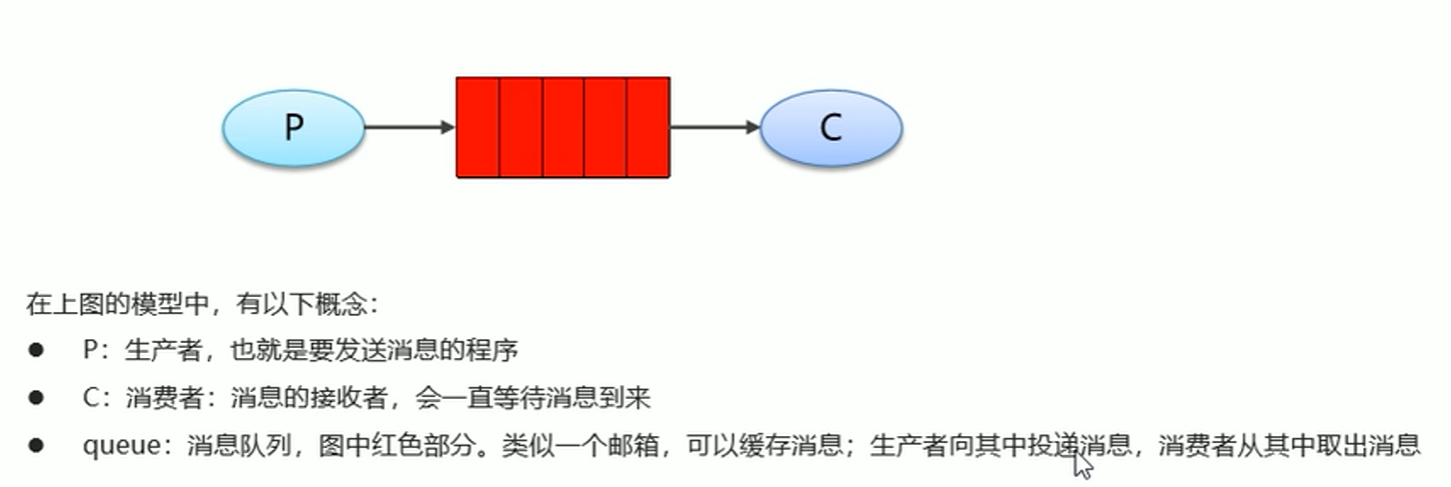 P
C
在上图的模型中，有以下概念：
● P：生产者，也就是要发送消息的程序
● C：消费者：消息的接收者，会一直等待消息到来
● queue：消息队列，图中红色部分。类似一个邮箱，可以缓存消息；生产者向其中投递消息，消费者从其中取出消息